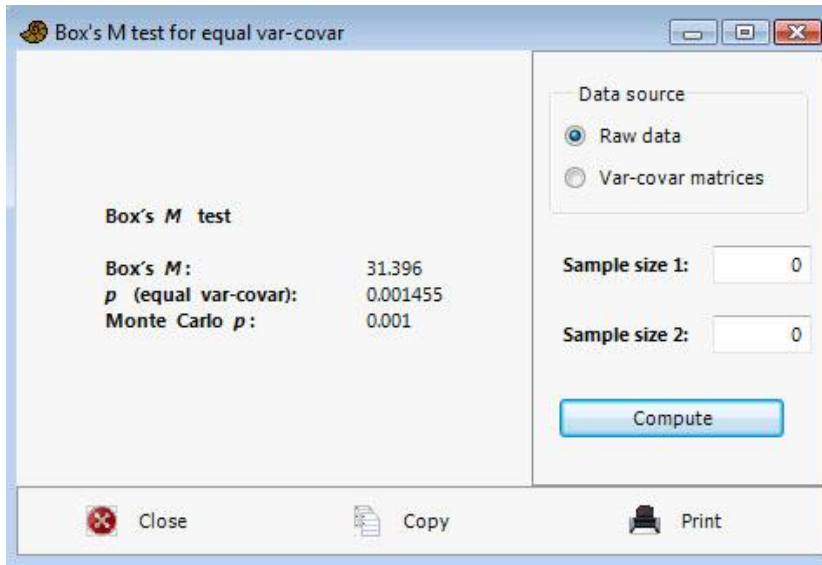 Box's M test for equal var-covar
Box´s M test
Box´s M: 31.396
p (equal var-covar): 0.001455
Monte Carlo p: 0.001
Data source
Raw data
Var-covar matrices
Sample size 1: 0
Sample size 2: 0
Compute
Close Copy Print